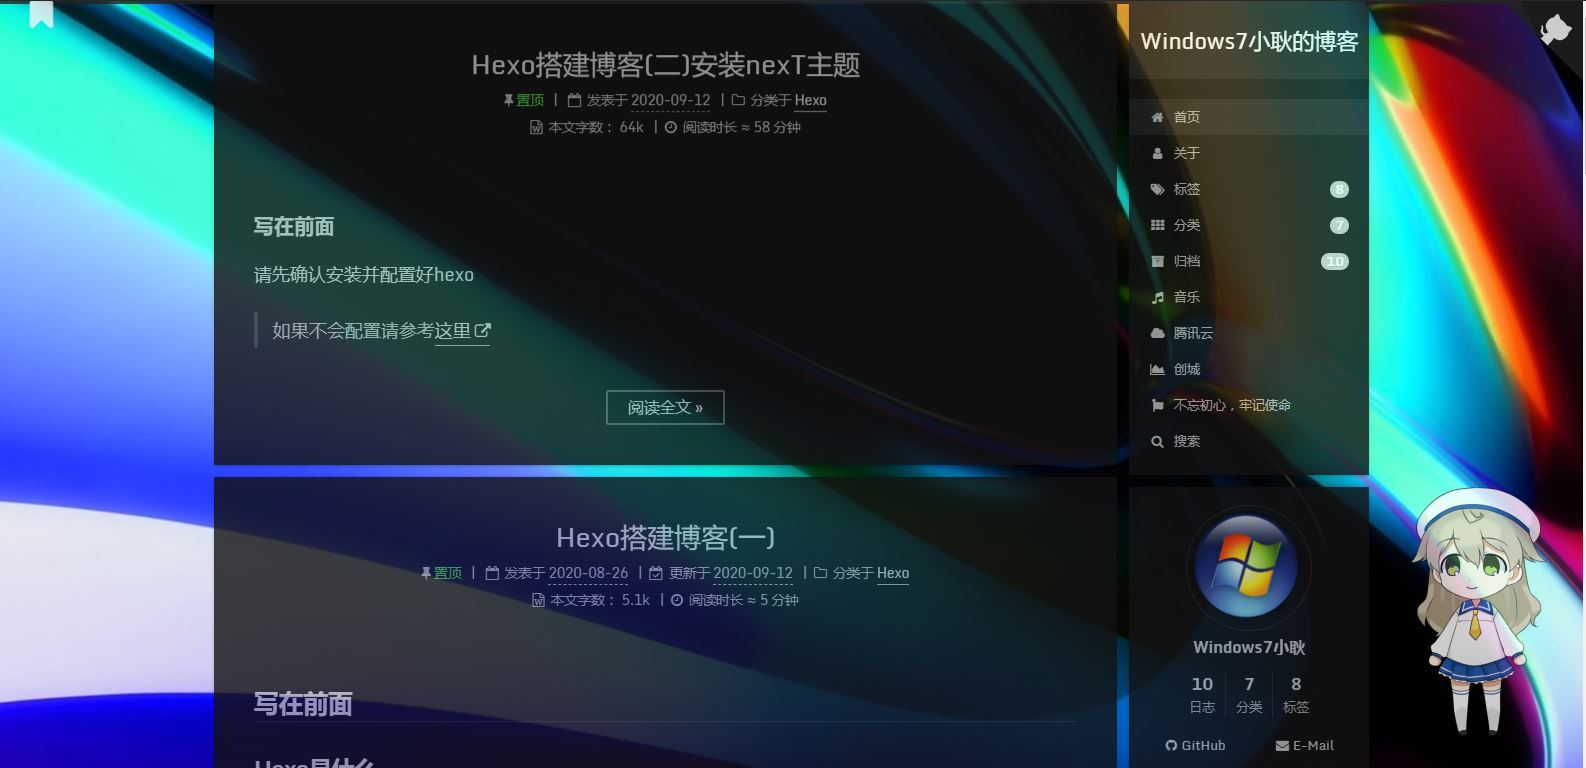 Hexo搭建博客(二)安装nexT主题
置顶 | 发表于 2020-09-12 | 分类于 Hexo
本文字数： 64k | 阅读时长 ≈ 58 分钟
写在前面
请先确认安装并配置好hexo
如果不会配置请参考这里
阅读全文 »
Hexo搭建博客(一)
置顶 | 发表于 2020-08-26 | 更新于 2020-09-12 | 分类于 Hexo
本文字数： 5.1k | 阅读时长 ≈ 5 分钟
写在前面
Hexo是什么
Windows7小耿的博客
首页
关于
标签 8
分类 7
归档 10
音乐
腾讯云
创城
不忘初心，牢记使命
搜索
Windows7小耿
10 7 8
日志 分类 标签
GitHub E-Mail